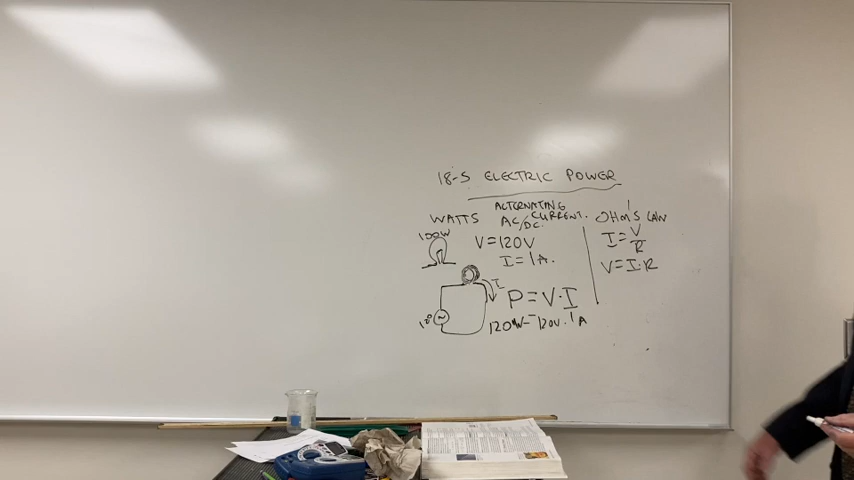 18-5 ELECTRIC POWER
ALTERNATING
WATTS AC/DC. CURRENT. OHM'S LAW
100W
V=120V
I=1A.
I=V/R
V=I·R
I
P=V·I
120W=120V·1A